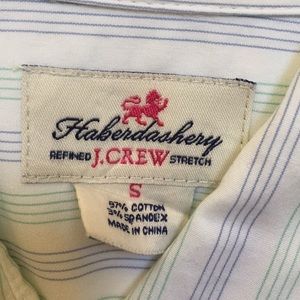 Haberdashery
REFINED J.CREW STRETCH
S
97% COTTON
3% SPANDEX
MADE IN CHINA